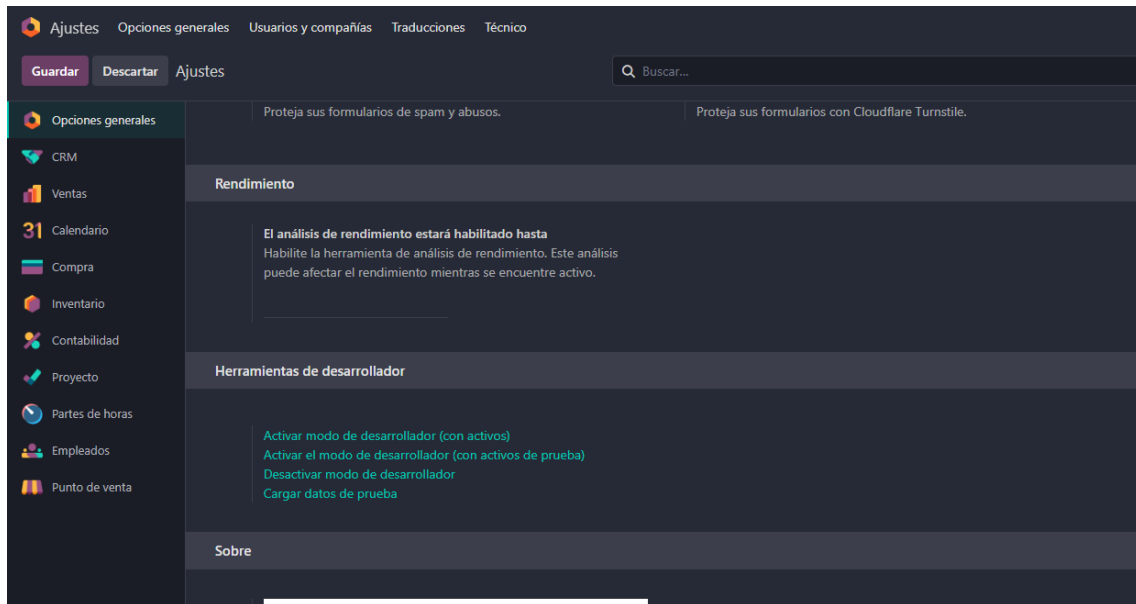 Ajustes Opciones generales Usuarios y compañías Traducciones Técnico
Guardar Descartar Ajustes Buscar...
Opciones generales
CRM
Ventas
31 Calendario
Compra
Inventario
Contabilidad
Proyecto
Partes de horas
Empleados
Punto de venta
Proteja sus formularios de spam y abusos.
Proteja sus formularios con Cloudflare Turnstile.
Rendimiento
El análisis de rendimiento estará habilitado hasta
Habilite la herramienta de análisis de rendimiento. Este análisis
puede afectar el rendimiento mientras se encuentre activo.
Herramientas de desarrollador
Activar modo de desarrollador (con activos)
Activar el modo de desarrollador (con activos de prueba)
Desactivar modo de desarrollador
Cargar datos de prueba
Sobre